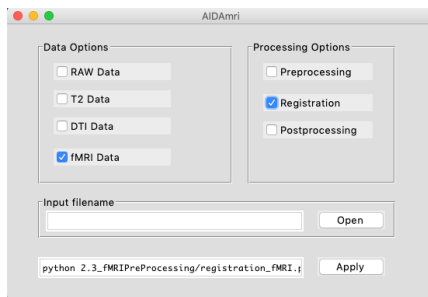 AIDAmri
Data Options
RAW Data
T2 Data
DTI Data
fMRI Data
Processing Options
Preprocessing
Registration
Postprocessing
Input filename
Open
python 2.3_fMRIPreProcessing/registration_fMRI.p
Apply